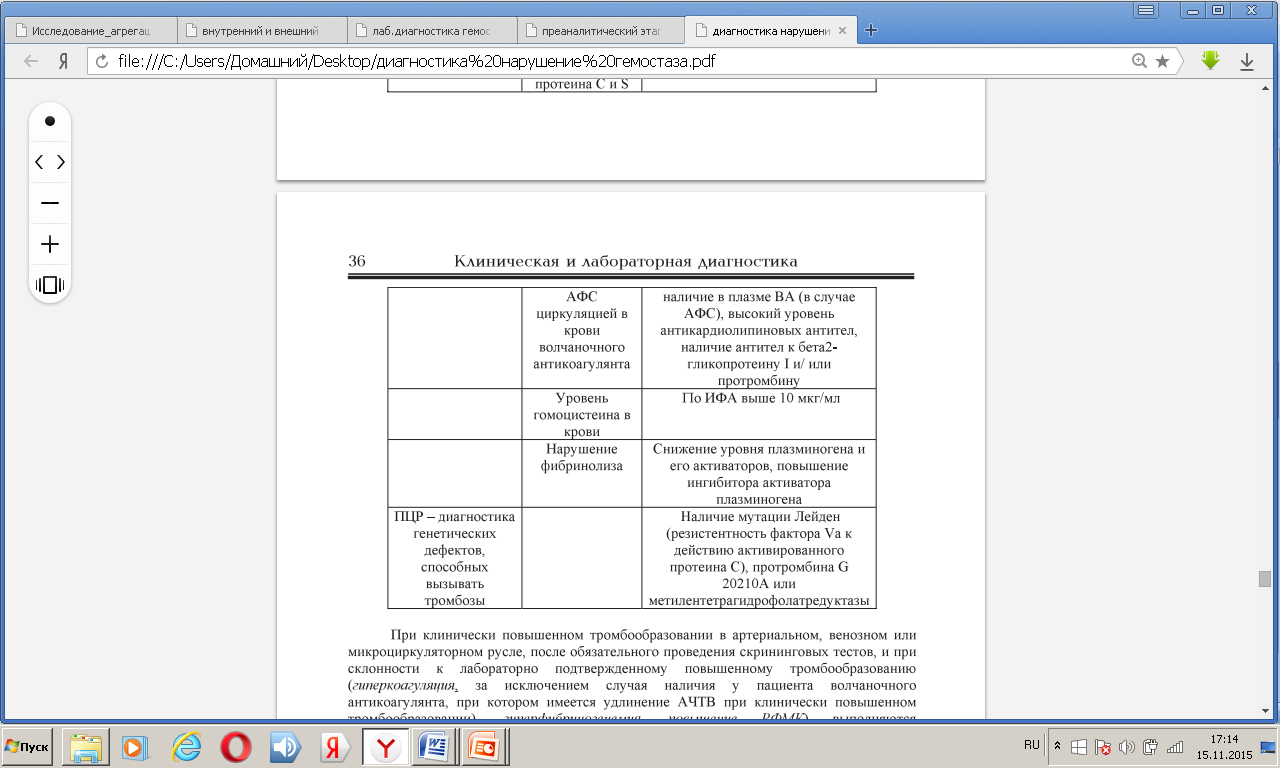 Исследование_агрегац
внутренний и внешний
лаб.диагностика гемос
преаналитический этап
диагностика нарушени
file:///C:/Users/Домашний/Desktop/диагностика%20нарушение%20гемостаза.pdf
протеина С и S
36 Клиническая и лабораторная диагностика
АФС
циркуляцией в
крови
волчаночного
антикоагулянта
наличие в плазме ВА (в случае
АФС), высокий уровень
антикардиолипиновых антител,
наличие антител к бета2-
гликопротеину I и/ или
протромбину
Уровень
гомоцистеина в
крови
По ИФА выше 10 мкг/мл
Нарушение
фибринолиза
Снижение уровня плазминогена и
его активаторов, повышение
ингибитора активатора
плазминогена
ПЦР – диагностика
генетических
дефектов,
способных
вызывать
тромбозы
Наличие мутации Лейден
(резистентность фактора Va к
действию активированного
протеина С), протромбина G
20210A или
метилентетрагидрофолатредуктазы
При клинически повышенном тромбообразовании в артериальном, венозном или
микроциркуляторном русле, после обязательного проведения скрининговых тестов, и при
склонности к лабораторно подтвержденному повышенному тромбообразованию
(гиперкоагуляция, за исключением случая наличия у пациента волчаночного
антикоагулянта, при котором имеется удлинение АЧТВ при клинически повышенном
тромбообразовании), гиперфибриногенемия, повышение РФМК) выполняются
Пуск
RU
17:14
15.11.2015